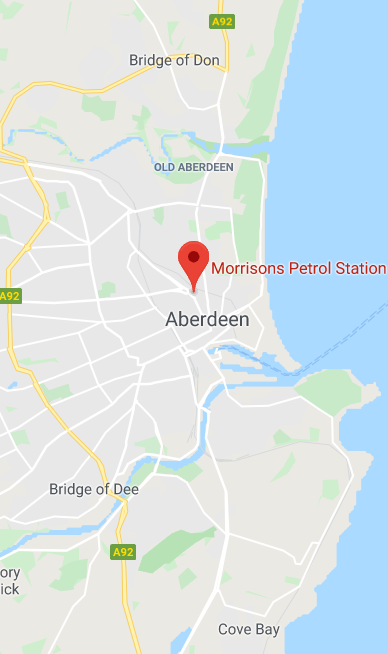 A92
Bridge of Don
OLD ABERDEEN
Morrisons Petrol Station
A92
Aberdeen
Bridge of Dee
A92
ory
ick
Cove Bay